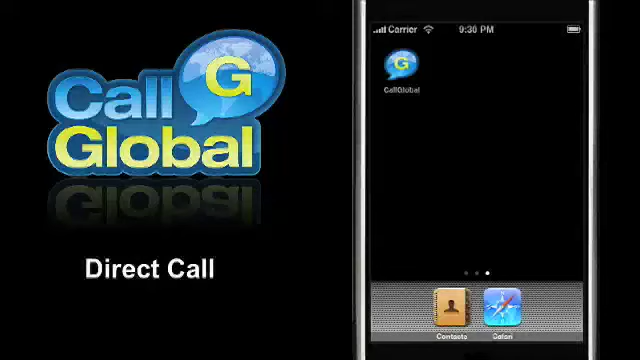 Call
Global
G
Direct Call
Carrier 9:30 PM
G
CallGlobal
Contacts Safari